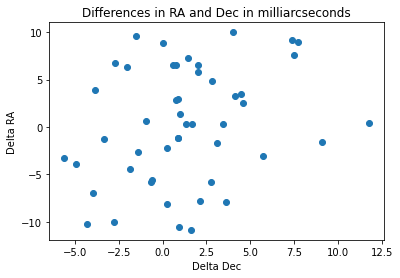 Differences in RA and Dec in milliarcseconds
10
5
0
−5
−10
Delta RA
−5.0 −2.5 0.0 2.5 5.0 7.5 10.0 12.5
Delta Dec